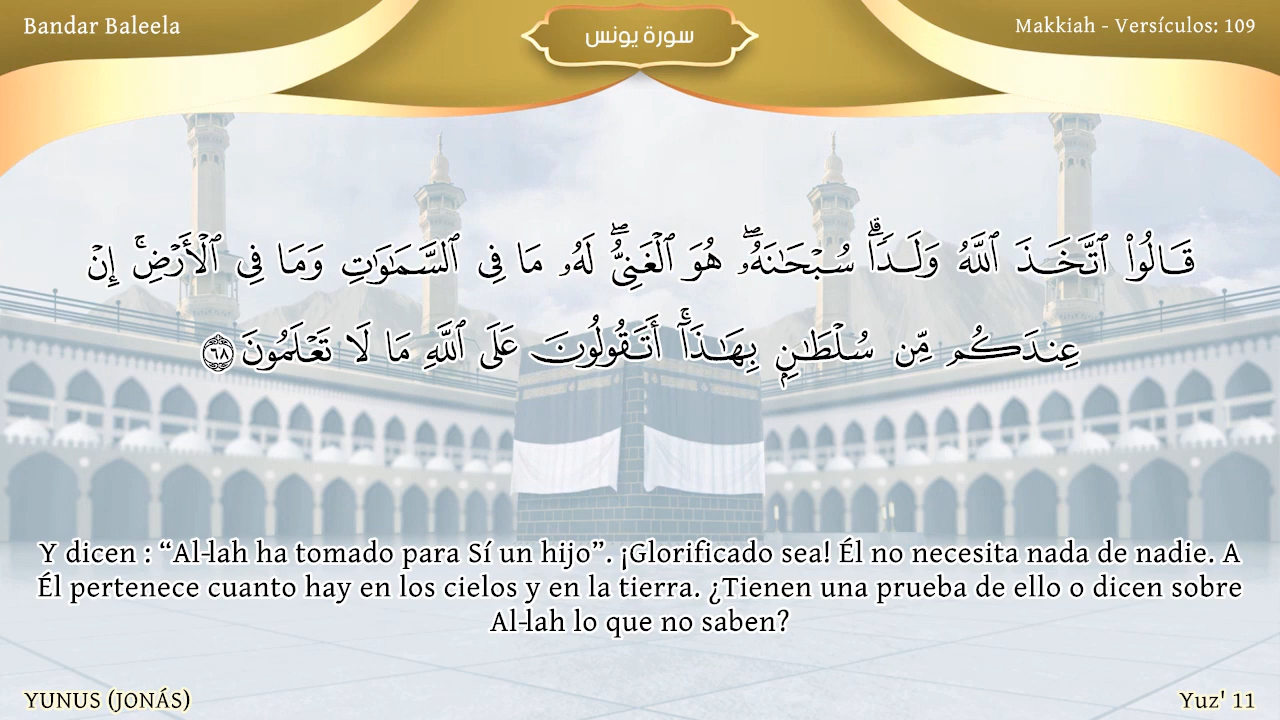 Bandar Baleela
سورة يونس
Makkiah - Versículos: 109
قَالُوا۟ ٱتَّخَذَ ٱللَّهُ وَلَدًۭا ۗ سُبْحَـٰنَهُۥ ۖ هُوَ ٱلْغَنِىُّ ۖ لَهُۥ مَا فِى ٱلسَّمَـٰوَٰتِ وَمَا فِى ٱلْأَرْضِ ۚ إِنْ
عِندَكُم مِّن سُلْطَـٰنٍۭ بِهَـٰذَآ ۚ أَتَقُولُونَ عَلَى ٱللَّهِ مَا لَا تَعْلَمُونَ ٦٨
Y dicen : “Al-lah ha tomado para Sí un hijo”. ¡Glorificado sea! Él no necesita nada de nadie. A
Él pertenece cuanto hay en los cielos y en la tierra. ¿Tienen una prueba de ello o dicen sobre
Al-lah lo que no saben?
YUNUS (JONÁS)
Yuz' 11